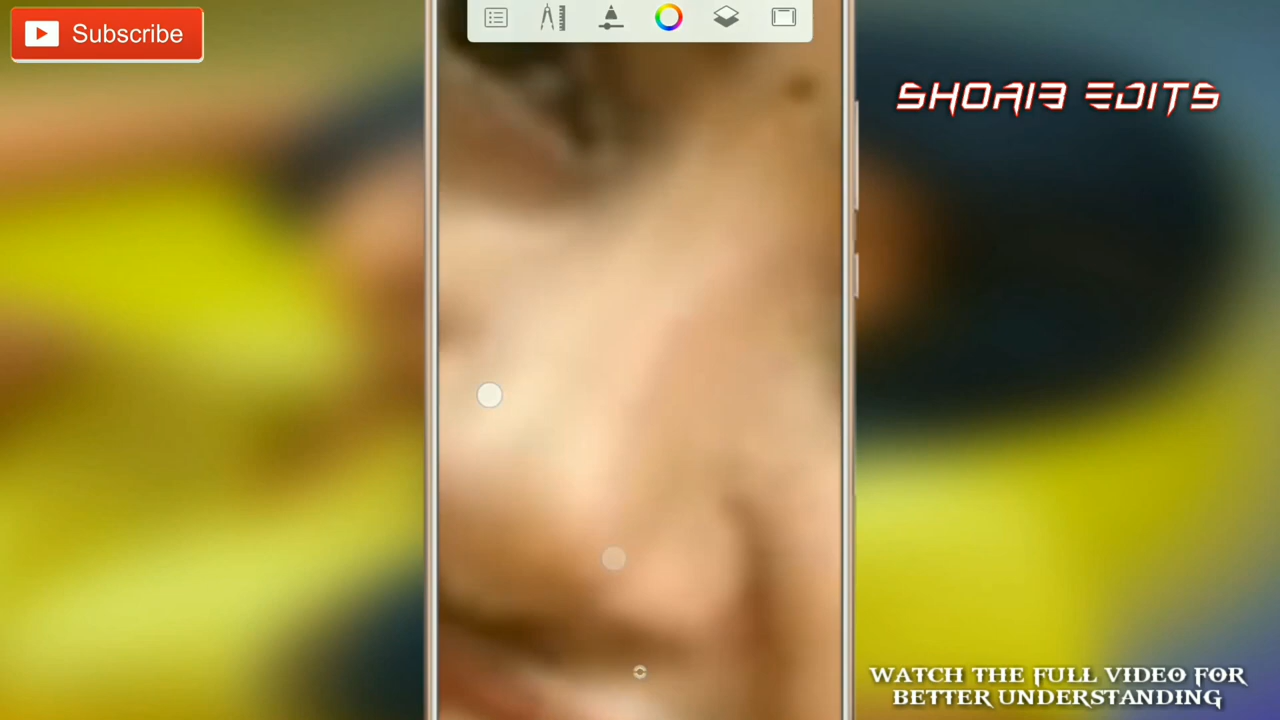 Subscribe
SHOAIB EDITS
WATCH THE FULL VIDEO FOR
BETTER UNDERSTANDING